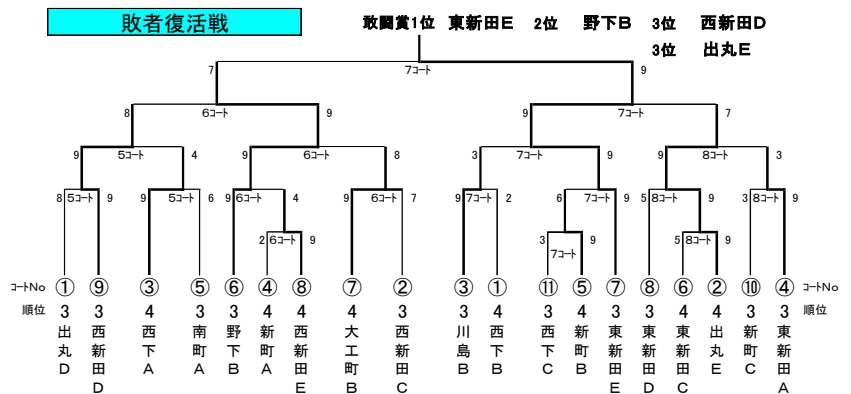 敗者復活戦
敢闘賞1位 東新田E 2位 野下B 3位 西新田D
3位 出丸E
7 7コート 9
8 6コート 9 9 7コート 7
9 5コート 4 9 6コート 8 3 7コート 9 9 8コート 3
8 5コート 9 9 5コート 6 9 6コート 4 9 6コート 7 9 7コート 2 6 7コート 9 5 8コート 9 3 8コート 9
2 6コート 9 3 7コート 9 5 8コート 9
コートNo ① ⑨ ③ ⑤ ⑥ ④ ⑧ ⑦ ② ③ ① ⑪ ⑤ ⑦ ⑧ ⑥ ② ⑩ ④ コートNo
順位 3 3 4 3 3 4 4 4 3 3 4 3 4 3 3 4 4 3 3 順位
出丸D
西新田D
西下A
南町A
野下B
新町A
西新田E
大工町B
西新田C
川島B
西下B
西下C
新町B
東新田E
東新田D
東新田C
出丸E
新町C
東新田A